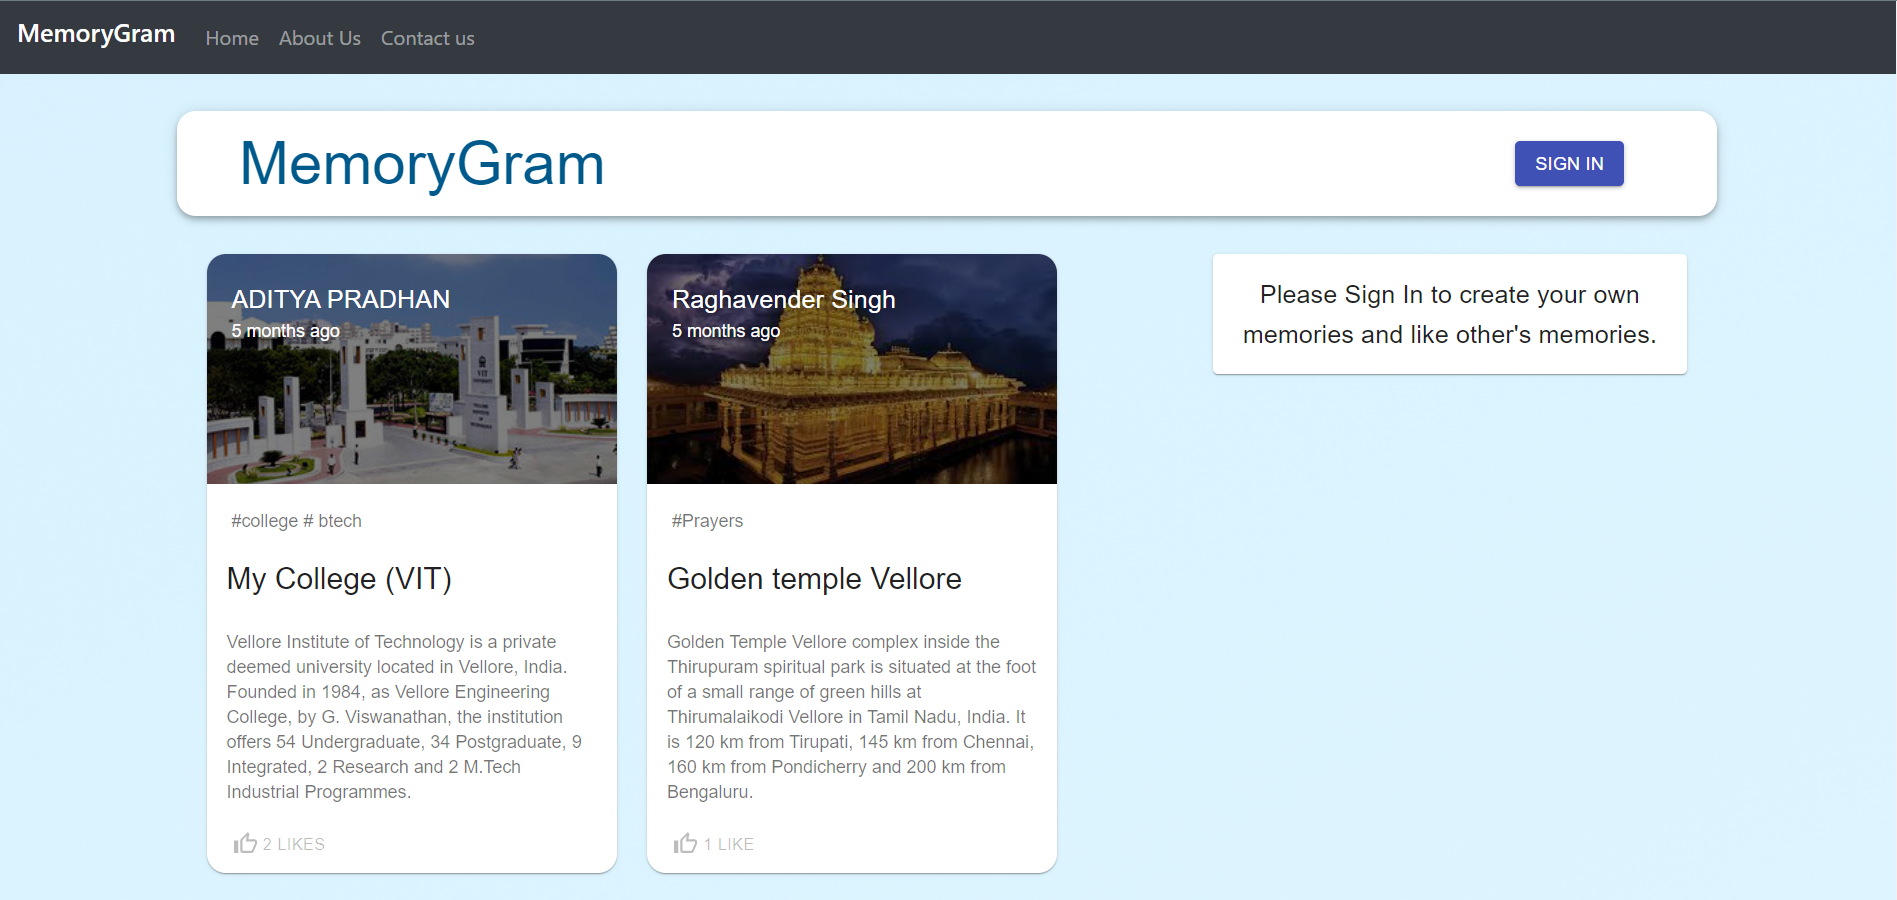 MemoryGram Home About Us Contact us
MemoryGram
SIGN IN
ADITYA PRADHAN
5 months ago
VIT
#college # btech
My College (VIT)
Vellore Institute of Technology is a private
deemed university located in Vellore, India.
Founded in 1984, as Vellore Engineering
College, by G. Viswanathan, the institution
offers 54 Undergraduate, 34 Postgraduate, 9
Integrated, 2 Research and 2 M.Tech
Industrial Programmes.
2 LIKES
Raghavender Singh
5 months ago
#Prayers
Golden temple Vellore
Golden Temple Vellore complex inside the
Thirupuram spiritual park is situated at the foot
of a small range of green hills at
Thirumalaikodi Vellore in Tamil Nadu, India. It
is 120 km from Tirupati, 145 km from Chennai,
160 km from Pondicherry and 200 km from
Bengaluru.
1 LIKE
Please Sign In to create your own
memories and like other's memories.